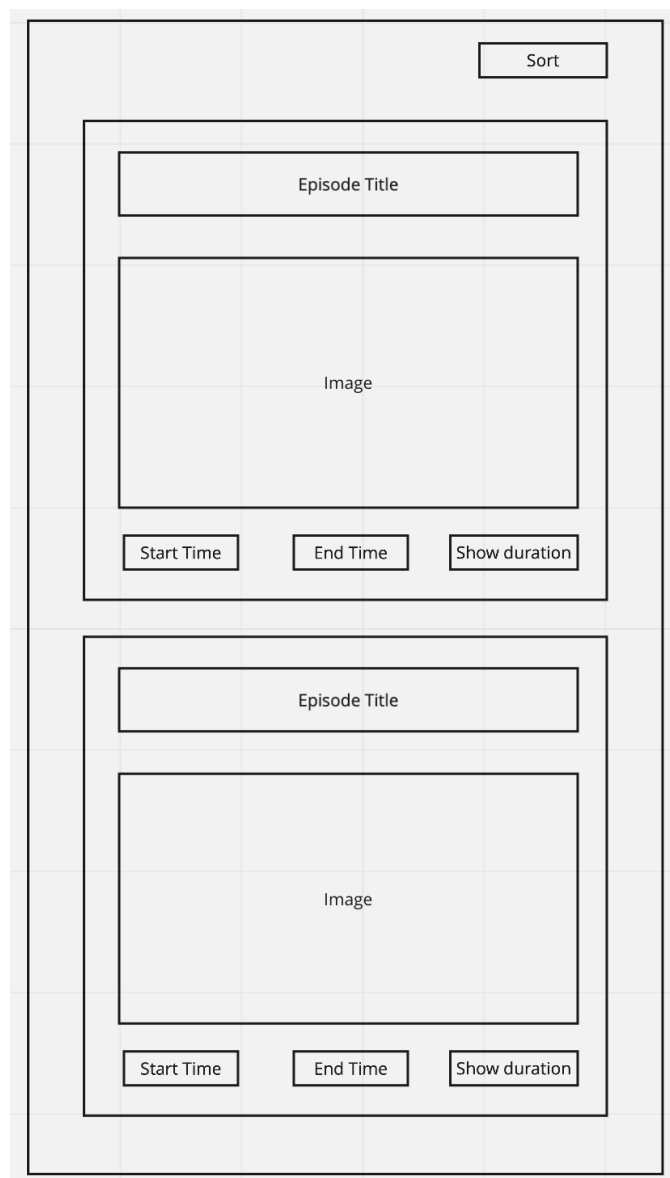 Sort
Episode Title
Image
Start Time
End Time
Show duration
Episode Title
Image
Start Time
End Time
Show duration